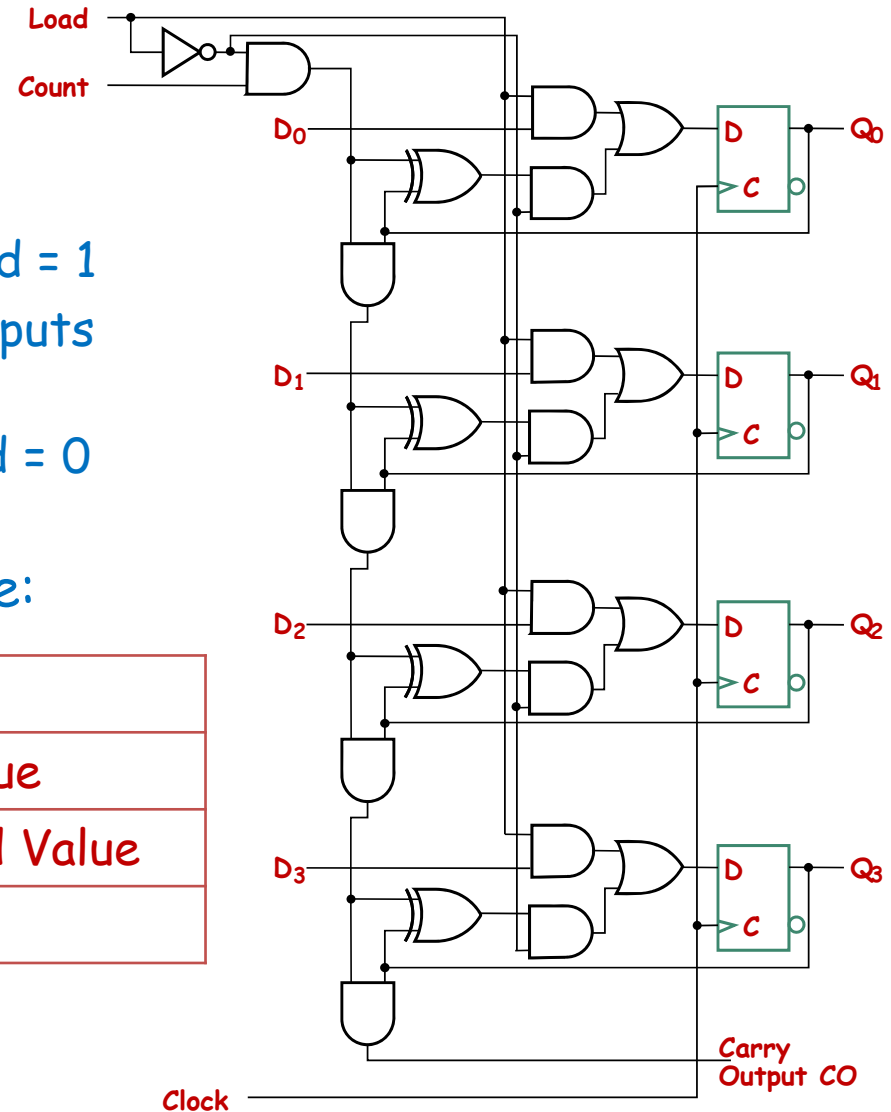 Load
Count
D0
D
Q0
C
d = 1
puts
D1
D
Q1
C
d = 0
e:
D2
D
Q2
C
ue
d Value
D3
D
Q3
C
Carry
Output CO
Clock